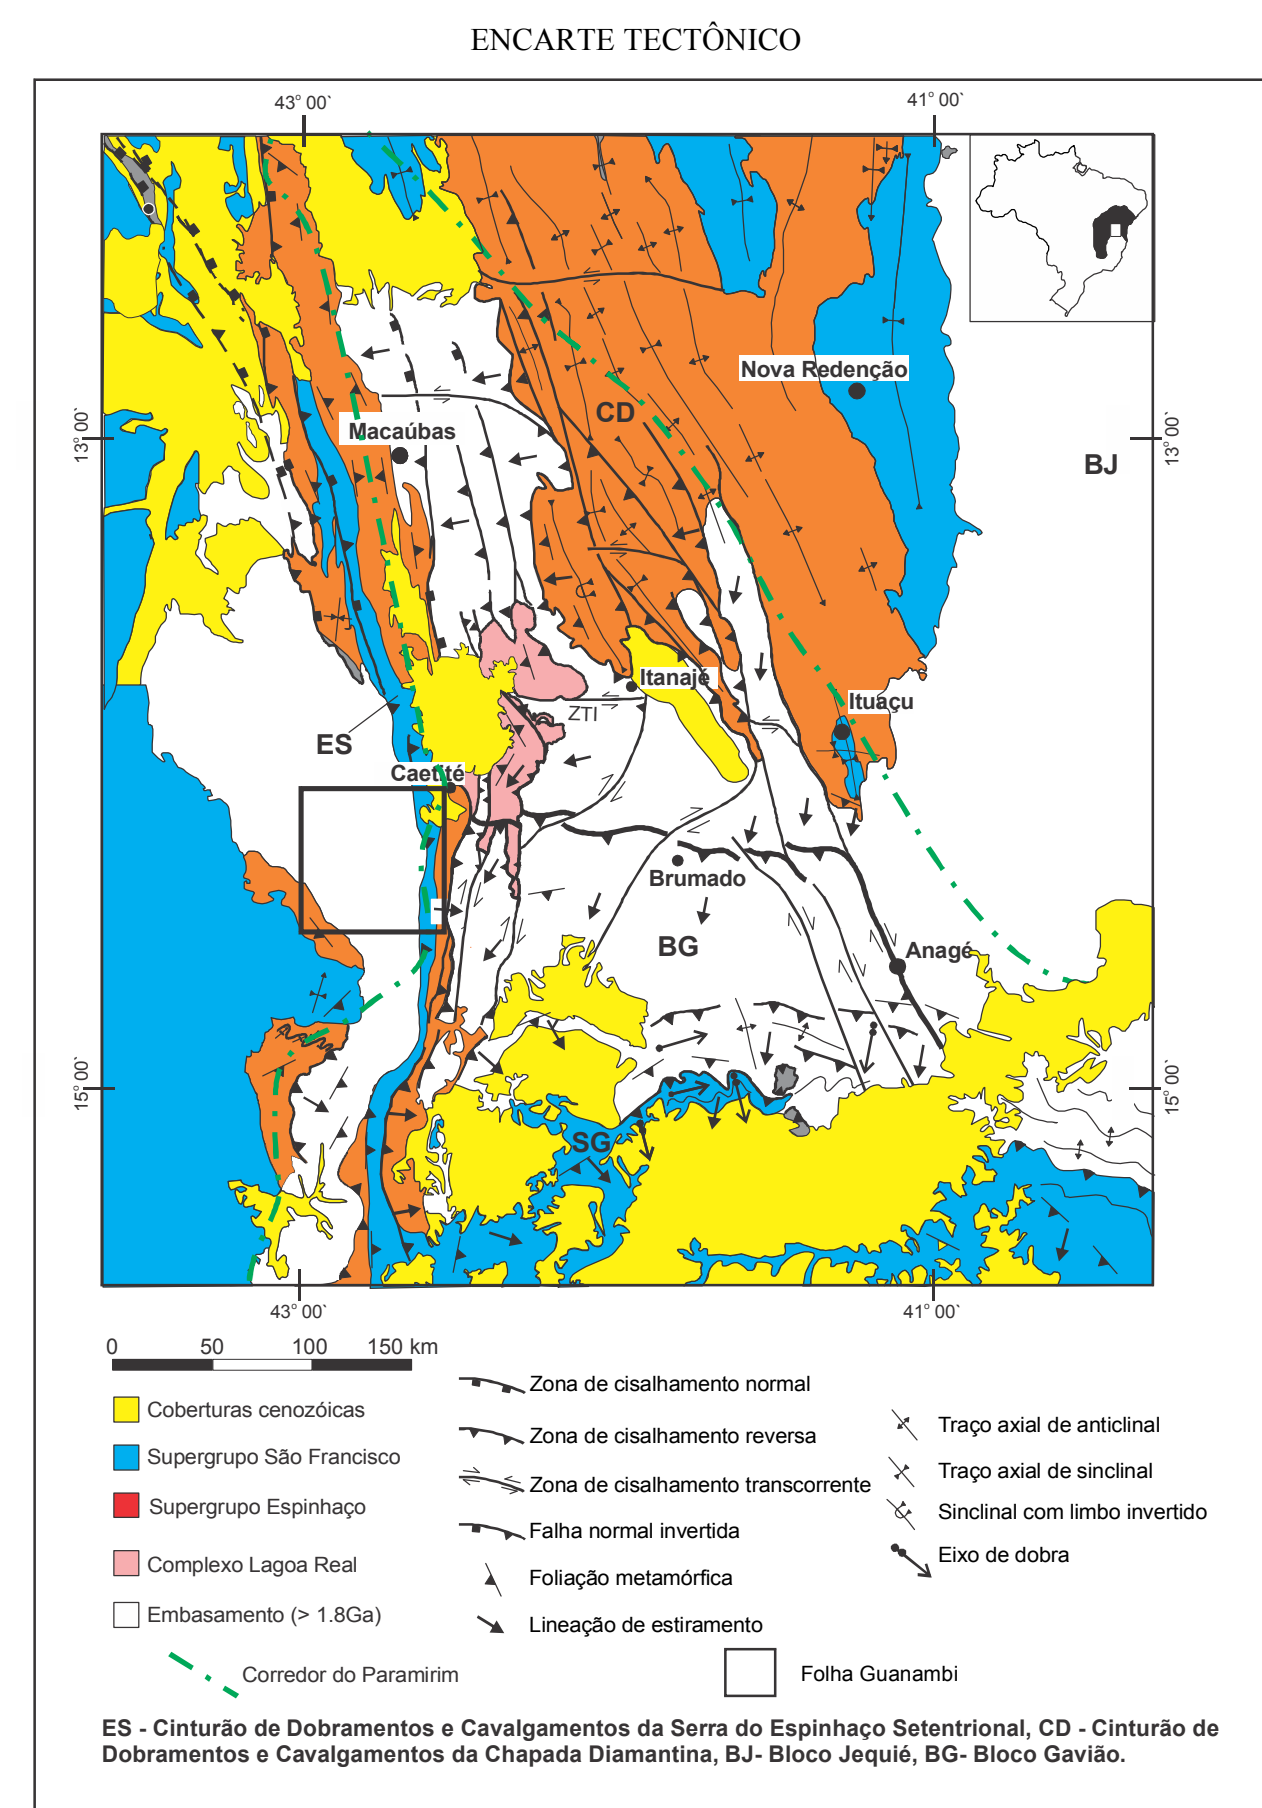 ENCARTE TECTÔNICO
43° 00`
41° 00`
Nova Redenção
CD
13° 00`
Macaúbas
13° 00`
BJ
Itanajé
Ituaçu
ZTI
ES
Caetité
Brumado
BG
Anagé
15° 00`
15° 00`
SG
43° 00`
41° 00`
0 50 100 150 km
Zona de cisalhamento normal
Coberturas cenozóicas
Traço axial de anticlinal
Zona de cisalhamento reversa
Supergrupo São Francisco
Traço axial de sinclinal
Zona de cisalhamento transcorrente
Supergrupo Espinhaço
Sinclinal com limbo invertido
Falha normal invertida
Eixo de dobra
Complexo Lagoa Real
Foliação metamórfica
Embasamento (> 1.8Ga)
Lineação de estiramento
Corredor do Paramirim
Folha Guanambi
ES - Cinturão de Dobramentos e Cavalgamentos da Serra do Espinhaço Setentrional, CD - Cinturão de
Dobramentos e Cavalgamentos da Chapada Diamantina, BJ- Bloco Jequié, BG- Bloco Gavião.